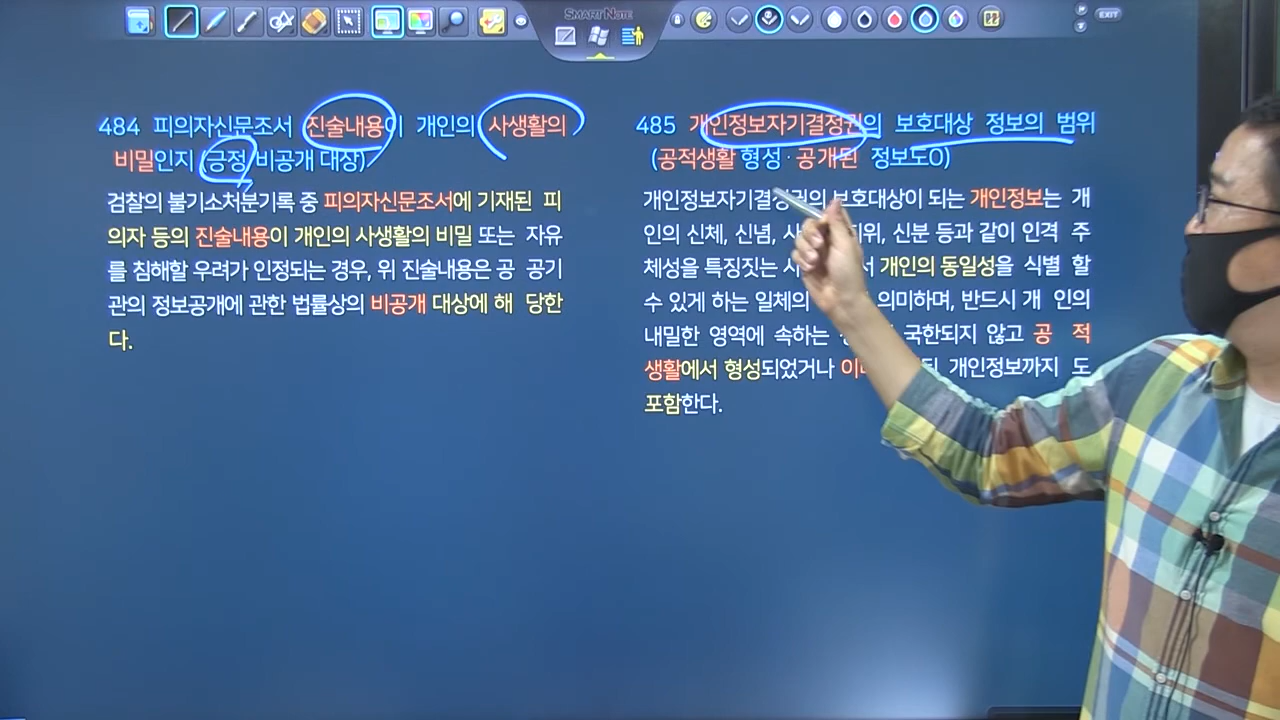 SMARTNOTE
EXIT
484 피의자신문조서 진술내용이 개인의 사생활의
비밀인지 (긍정/비공개 대상)
검찰의 불기소처분기록 중 피의자신문조서에 기재된 피
의자 등의 진술내용이 개인의 사생활의 비밀 또는 자유
를 침해할 우려가 인정되는 경우, 위 진술내용은 공 공기
관의 정보공개에 관한 법률상의 비공개 대상에 해 당한
다.
485 개인정보자기결정권의 보호대상 정보의 범위
(공적생활 형성·공개된 정보도O)
개인정보자기결정권의 보호대상이 되는 개인정보는 개
인의 신체, 신념, 지위, 신분 등과 같이 인격 주
체성을 특징짓는 개인의 동일성을 식별 할
수 있게 하는 일체의 의미하며, 반드시 개 인의
내밀한 영역에 속하는 국한되지 않고 공 적
생활에서 형성되었거나 개인정보까지 도
포함한다.